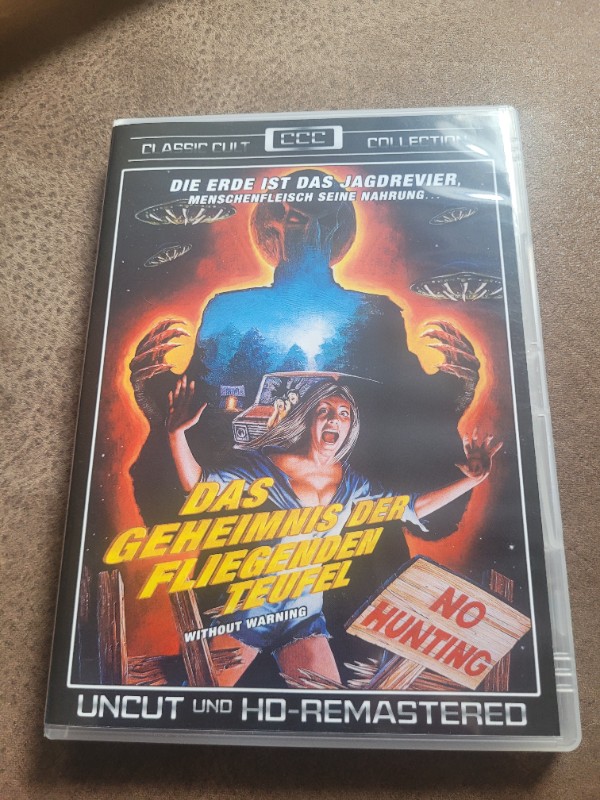 CLASSIC CULT CCC COLLECTION
DIE ERDE IST DAS JAGDREVIER,
MENSCHENFLEISCH SEINE NAHRUNG...
DAS
GEHEIMNIS DER
FLIEGENDEN
TEUFEL
WITHOUT WARNING
NO
HUNTING
UNCUT UND HD-REMASTERED